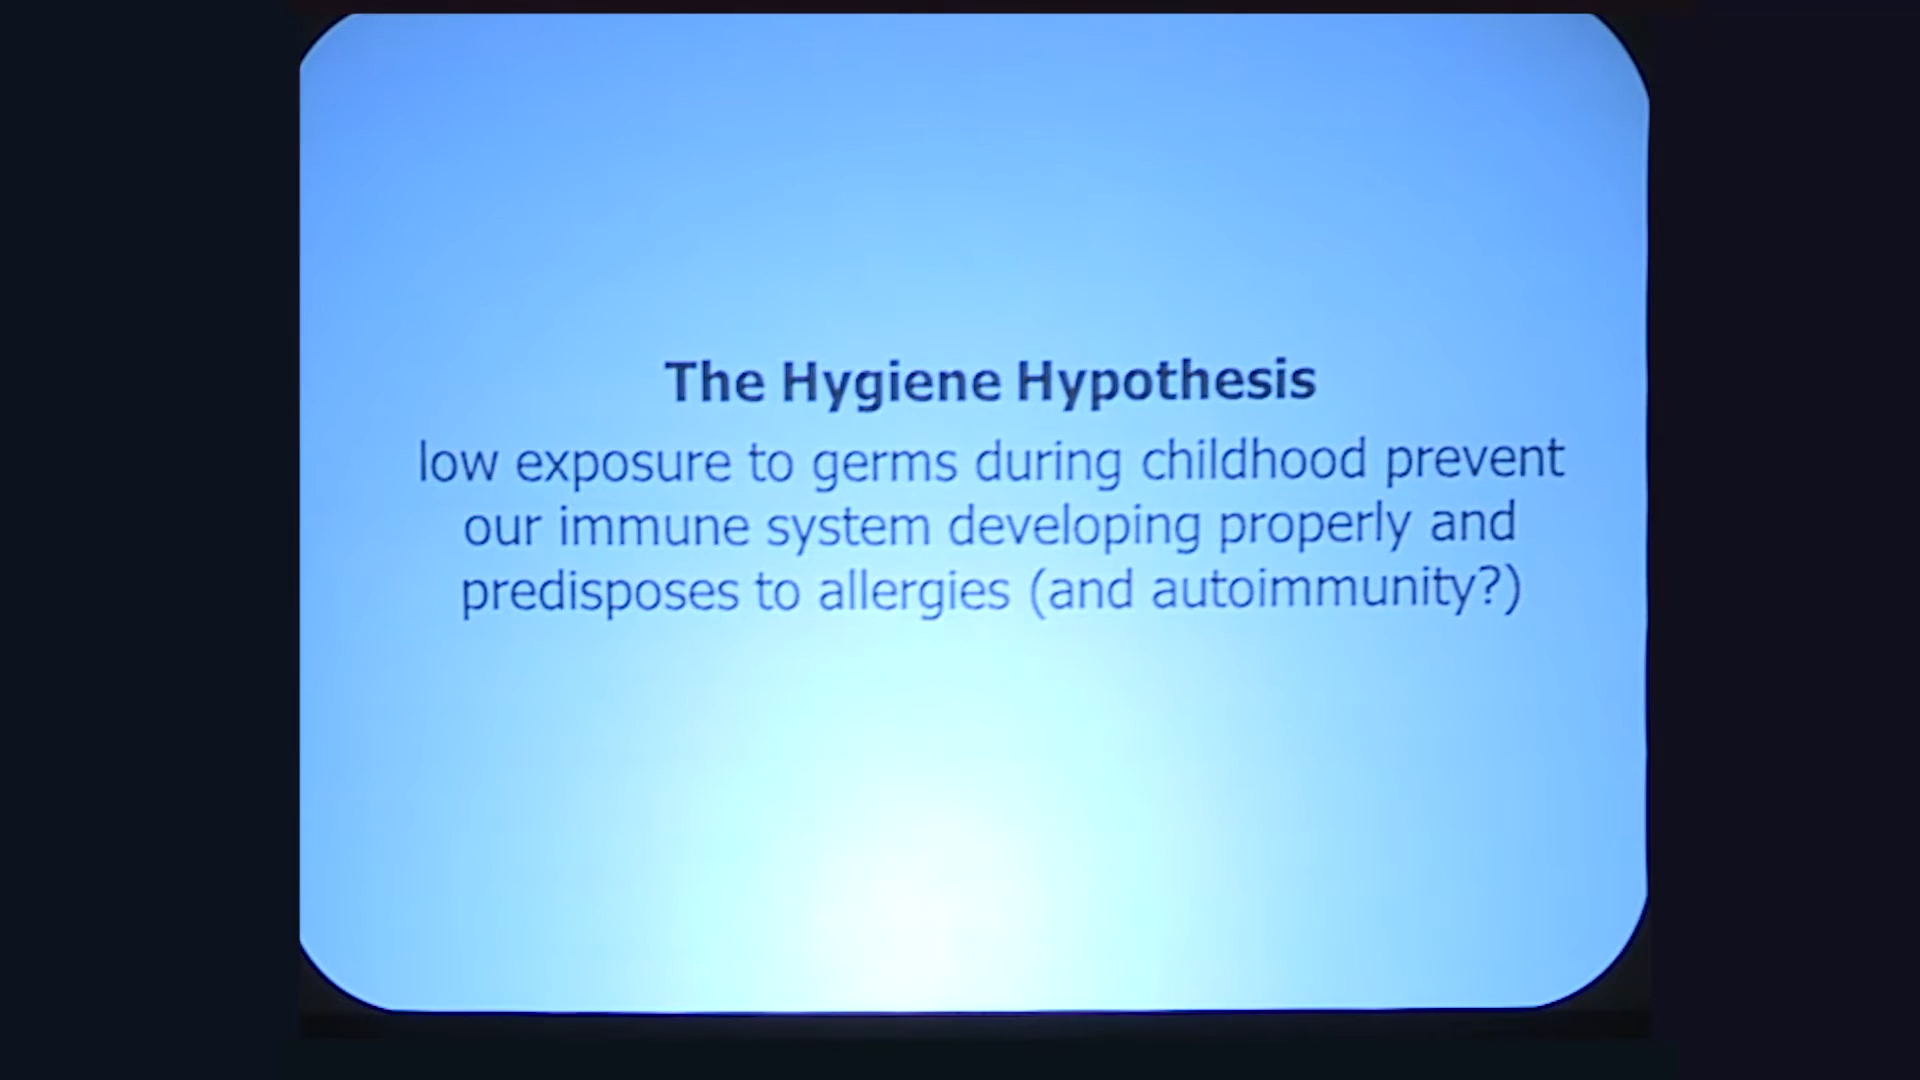 The Hygiene Hypothesis
low exposure to germs during childhood prevent
our immune system developing properly and
predisposes to allergies (and autoimmunity?)